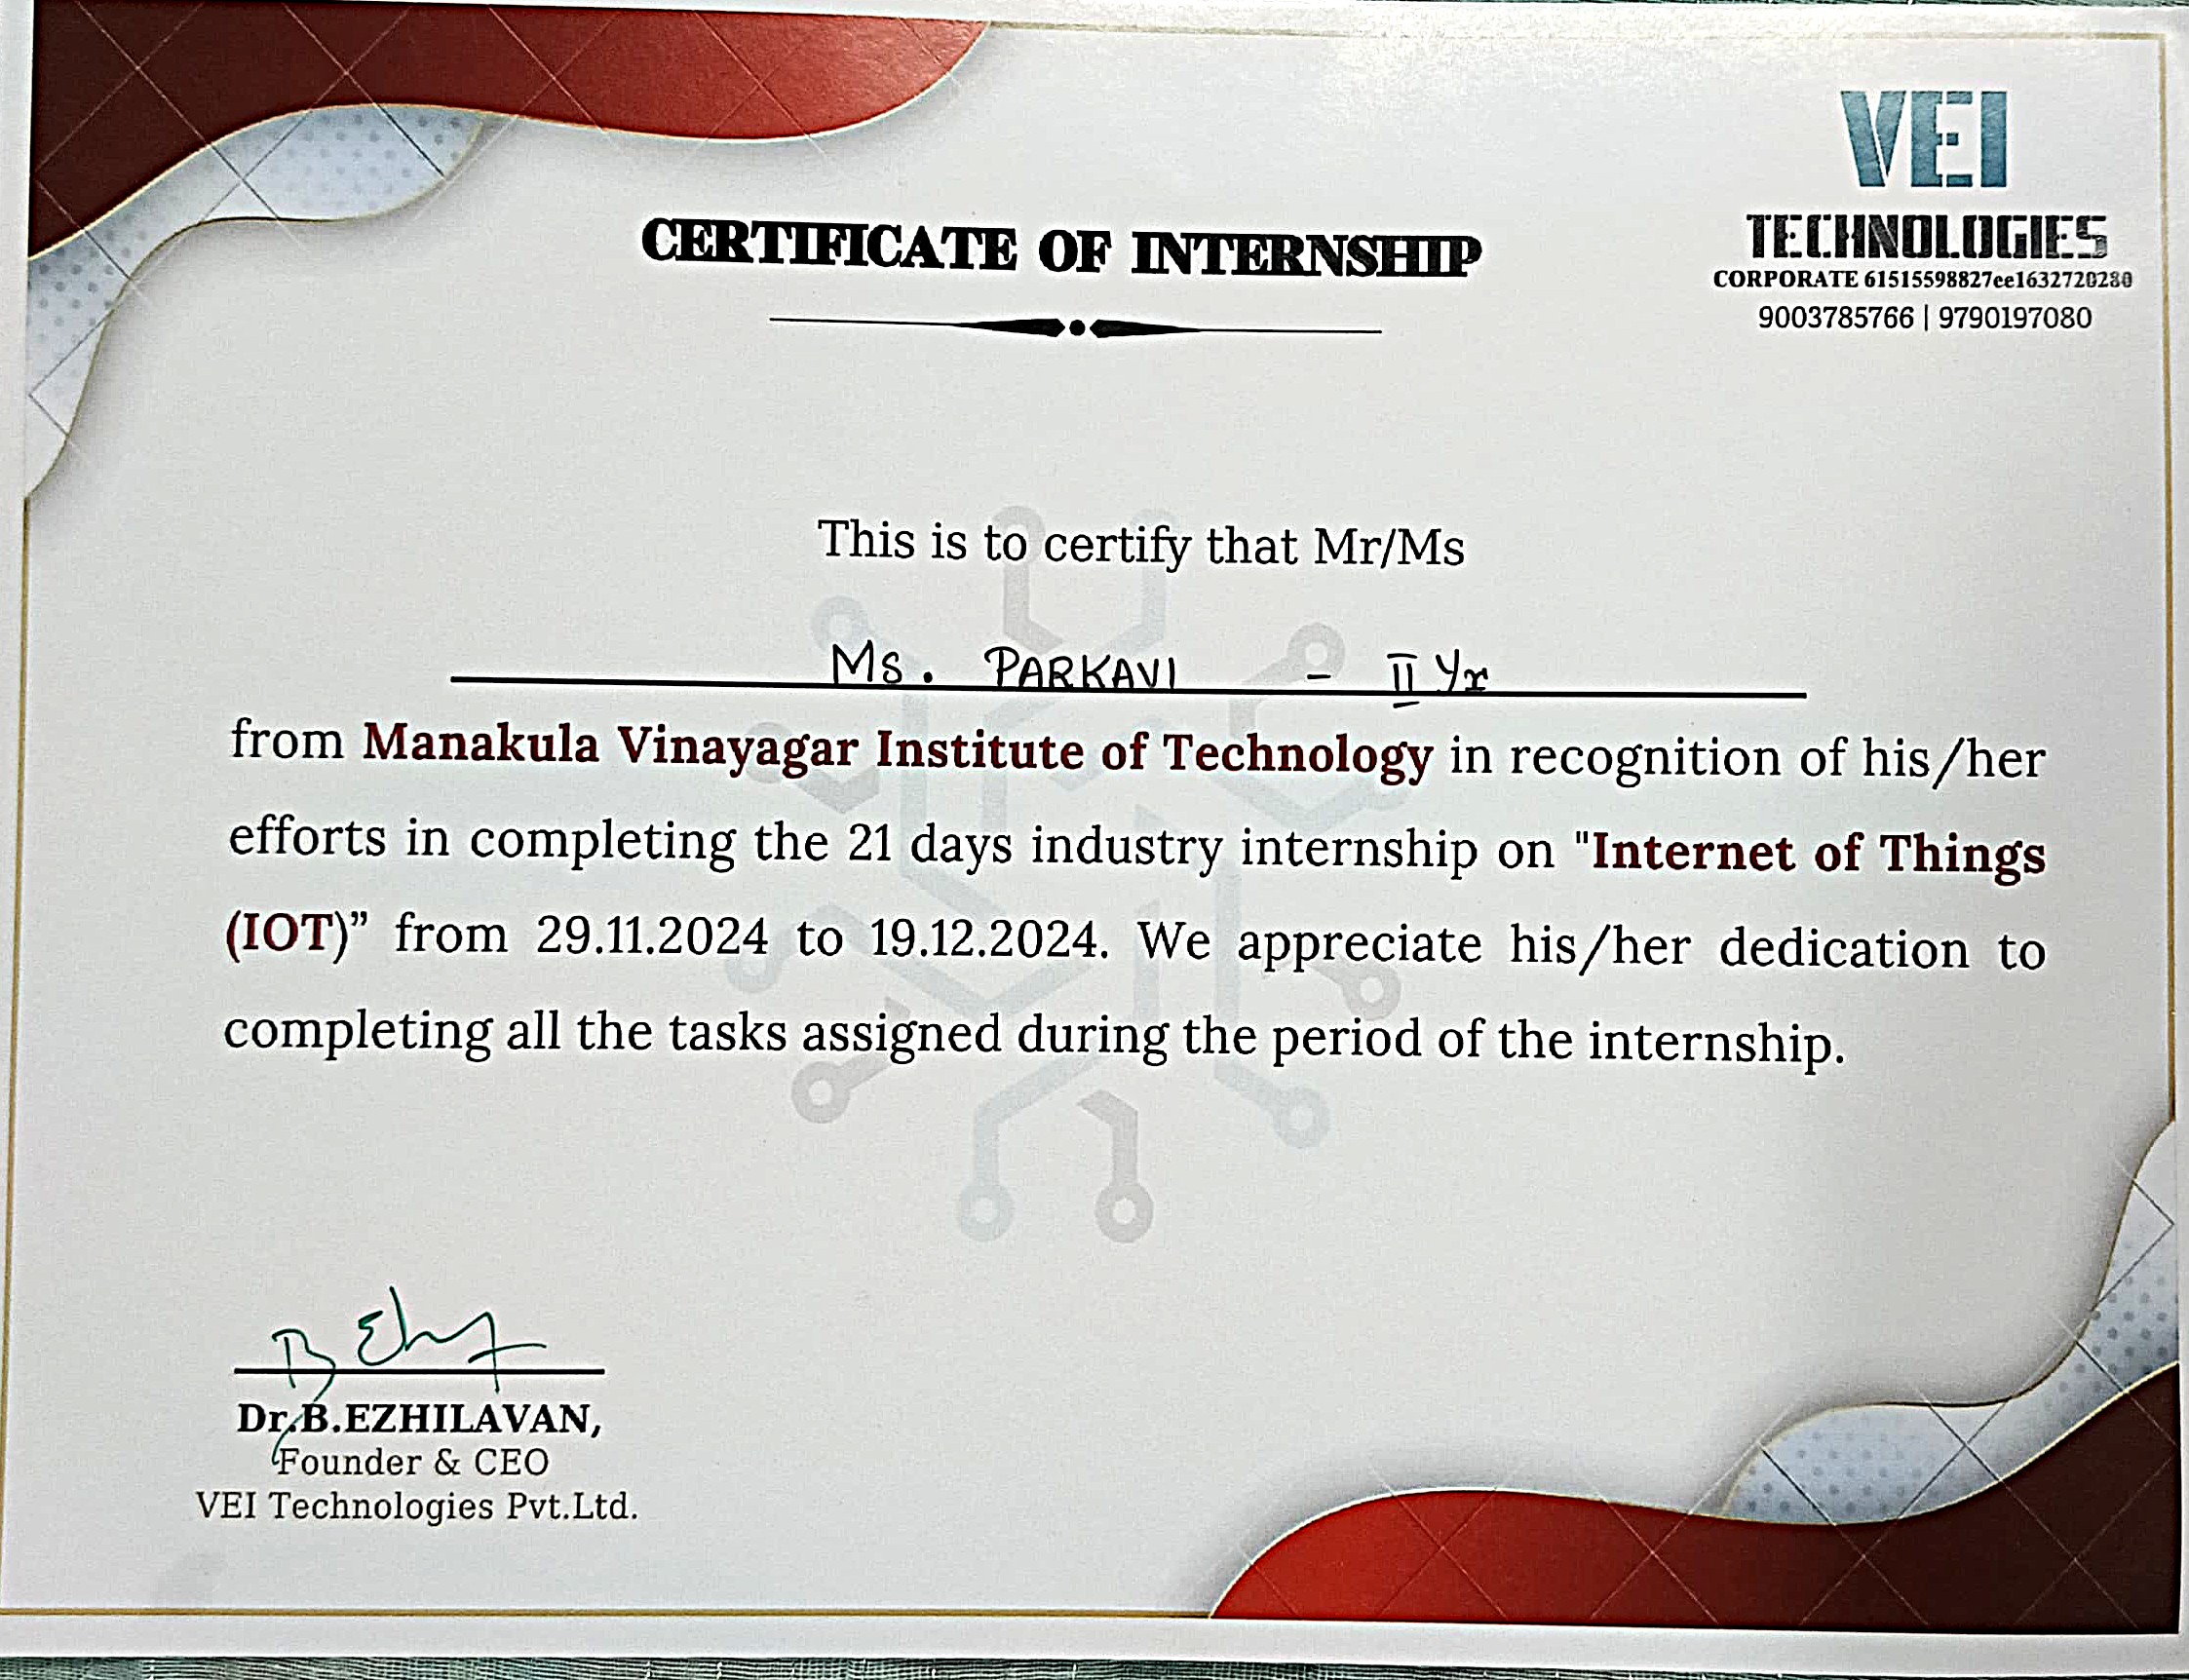 VEI
TECHNOLOGIES
CORPORATE 61515598827ee1632720280
9003785766 | 9790197080
CERTIFICATE OF INTERNSHIP
This is to certify that Mr/Ms
Ms. PARKAVI - II Yr
from Manakula Vinayagar Institute of Technology in recognition of his/her
efforts in completing the 21 days industry internship on "Internet of Things
(IOT)” from 29.11.2024 to 19.12.2024. We appreciate his/her dedication to
completing all the tasks assigned during the period of the internship.
Dr.B.EZHILAVAN,
Founder & CEO
VEI Technologies Pvt.Ltd.